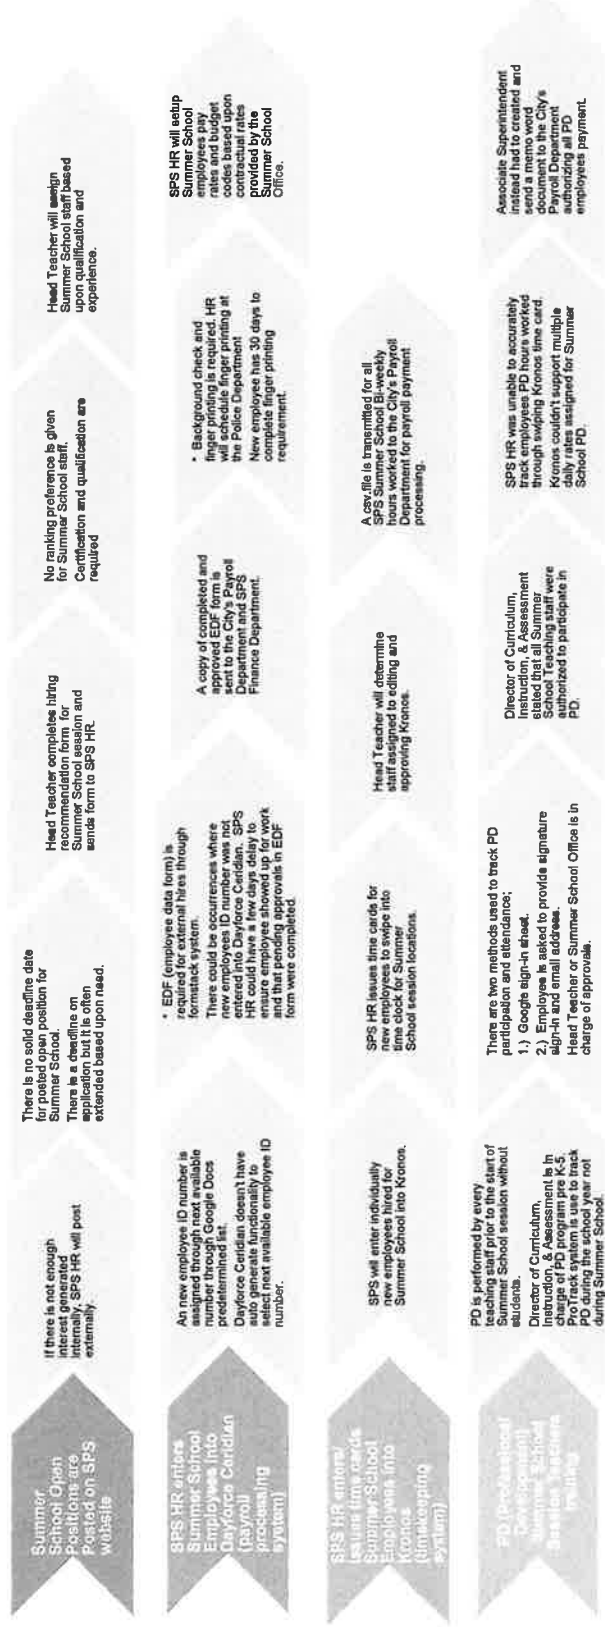 Summer
School Open
Positions are
Posted on SPS
website
If there is not enough
interest generated
internally, SPS HR will post
externally.
There is no solid deadline date
for posted open position for
Summer School.
There is a deadline on
application but it is often
extended based upon need.
Head Teacher completes hiring
recommendation form for
Summer School session and
sends form to SPS HR.
No ranking preference is given
for Summer School staff.
Certification and qualification are
required
Head Teacher will assign
Summer School staff based
upon qualification and
experience.
SPS HR enters
Summer School
Employees into
Dayforce Ceridian
(payroll
processing
system)
An new employee ID number is
assigned through next available
number through Google Docs
predetermined list.
Dayforce Ceridian doesn't have
auto generate functionality to
select next available employee ID
number.
* EDF (employee data form) is
required for external hires through
formstack system.
There could be occurrences where
new employees ID number was not
entered into Dayforce Ceridian. SPS
HR could have a few days delay to
ensure employee showed up for work
and that pending approvals in EDF
form were completed.
A copy of completed and
approved EDF form is
sent to the City's Payroll
Department and SPS
Finance Department.
* Background check and
finger printing is required. HR
will schedule finger printing at
the Police Department
New employee has 30 days to
complete finger printing
requirement.
SPS HR will setup
Summer School
employees pay
rates and budget
codes based upon
contractual rates
provided by the
Summer School
Office.
SPS HR enters/
issues time cards
Summer School
Employees into
Kronos
(timekeeping
system)
SPS will enter individually
new employees hired for
Summer School into Kronos.
SPS HR issues time cards for
new employees to swipe into
time clock for Summer
School session locations.
Head Teacher will determine
staff assigned to editing and
approving Kronos.
A csv.file is transmitted for all
SPS Summer School Bi-weekly
hours worked to the City's Payroll
Department for payroll payment
processing.
PD (Professional
Development)
Summer School
Session Teachers
training
PD is performed by every
teaching staff prior to the start of
Summer School session without
students.
Director of Curriculum,
Instruction, & Assessment is in
charge of PD program pre K-5.
ProTrack system is use to track
PD during the school year not
during Summer School.
There are two methods used to track PD
participation and attendance;
1.) Google sign-in sheet.
2.) Employee is asked to provide signature
sign-in and email address.
Head Teacher or Summer School Office is in
charge of approvals.
Director of Curriculum,
Instruction, & Assessment
stated that all Summer
School Teaching staff were
authorized to participate in
PD.
SPS HR was unable to accurately
track employees PD hours worked
through swiping Kronos time card.
Kronos couldn't support multiple
daily rates assigned for Summer
School PD.
Associate Superintendent
instead had to created and
send a memo word
document to the City's
Payroll Department
authorizing all PD
employees payment.